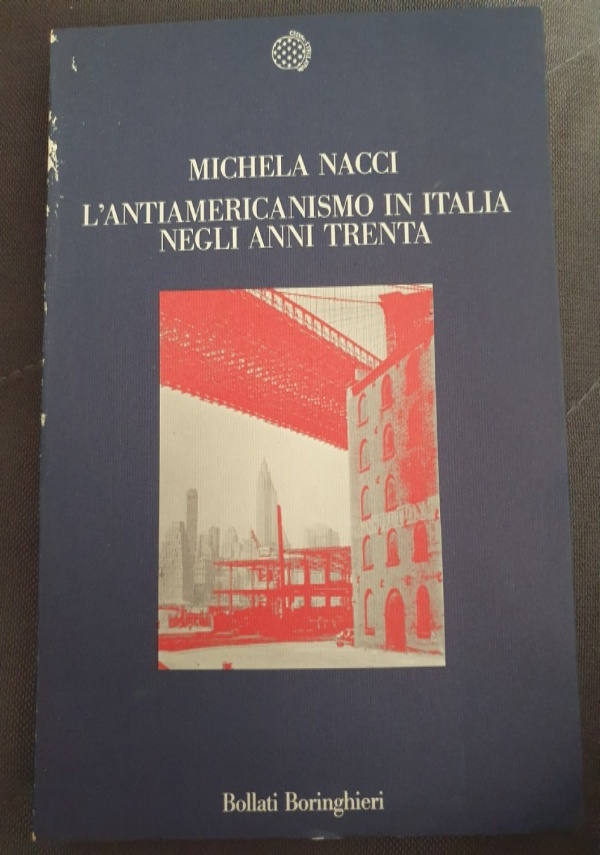 MICHELA NACCI
L'ANTIAMERICANISMO IN ITALIA
NEGLI ANNI TRENTA
Bollati Boringhieri